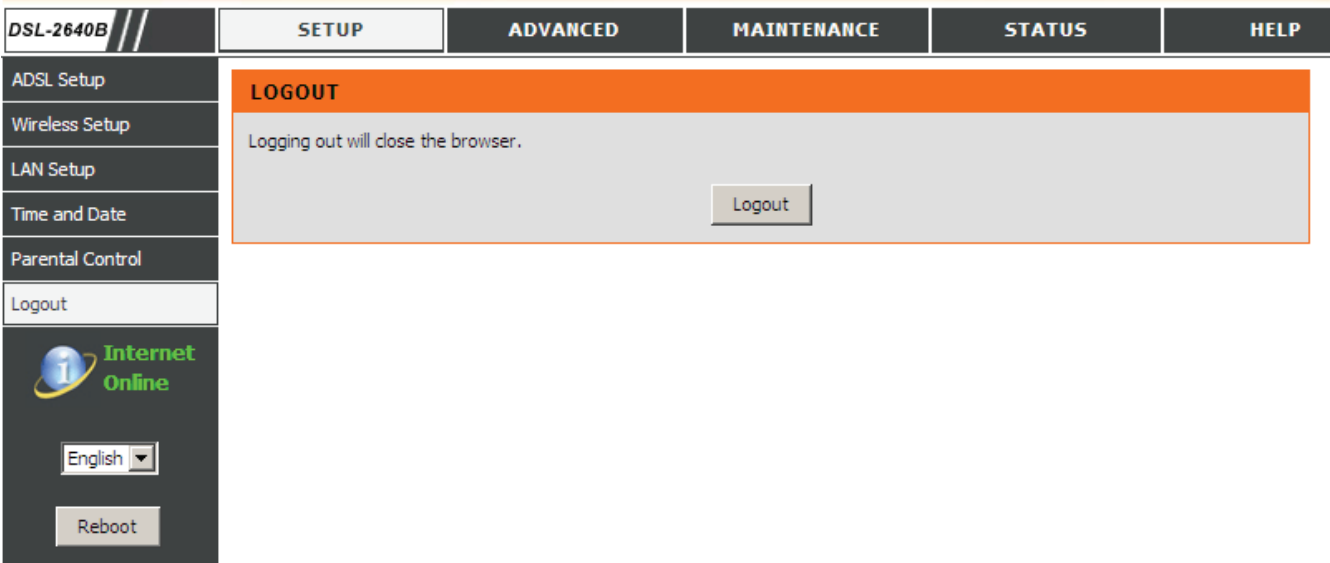 DSL-2640B SETUP ADVANCED MAINTENANCE STATUS HELP
ADSL Setup
Wireless Setup
LAN Setup
Time and Date
Parental Control
Logout
Internet
Online
English
Reboot
LOGOUT
Logging out will close the browser.
Logout